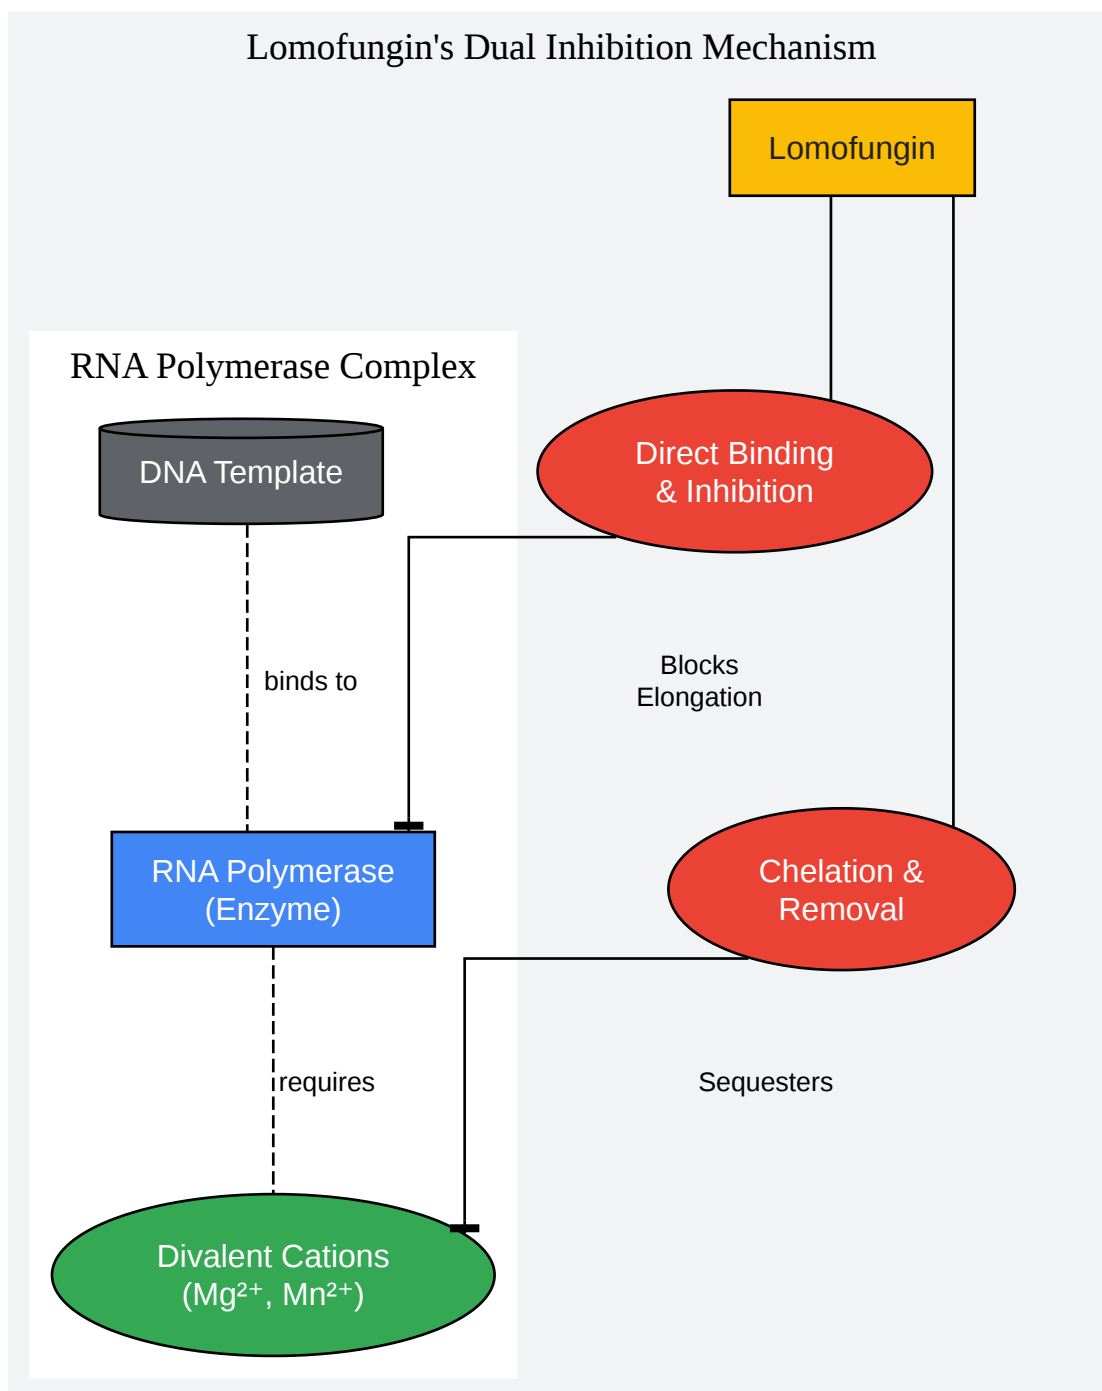 Lomofungin's Dual Inhibition Mechanism
Lomofungin
RNA Polymerase Complex
DNA Template
Direct Binding
& Inhibition
binds to
Blocks
Elongation
RNA Polymerase
(Enzyme)
Chelation &
Removal
requires
Sequesters
Divalent Cations
(Mg²⁺, Mn²⁺)